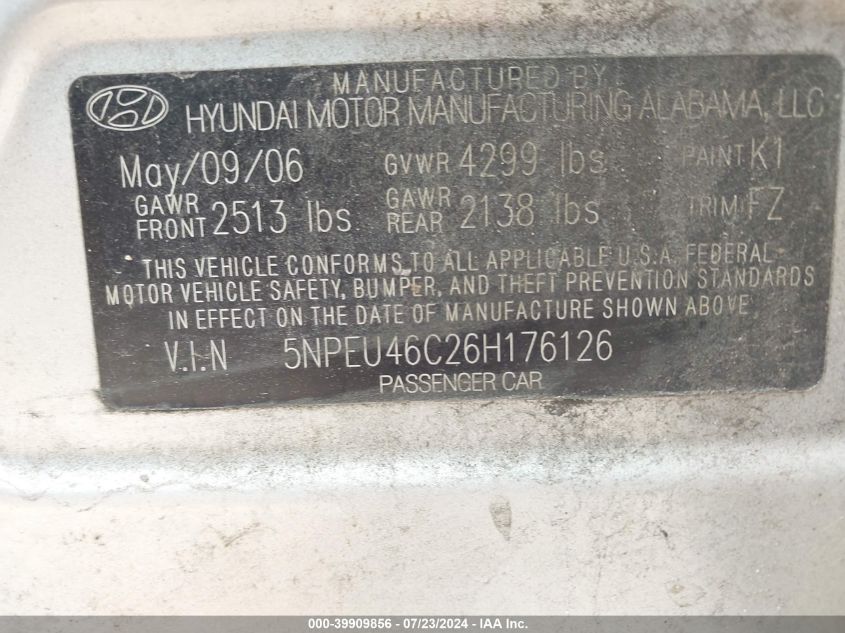 MANUFACTURED BY
HYUNDAI MOTOR MANUFACTURING ALABAMA, LLC
May/09/06 GVWR 4299 lbs PAINT K1
GAWR FRONT 2513 lbs GAWR REAR 2138 lbs TRIM FZ
THIS VEHICLE CONFORMS TO ALL APPLICABLE U.S.A. FEDERAL
MOTOR VEHICLE SAFETY, BUMPER, AND THEFT PREVENTION STANDARDS
IN EFFECT ON THE DATE OF MANUFACTURE SHOWN ABOVE.
V.I.N 5NPEU46C26H176126
PASSENGER CAR
000-39909856 - 07/23/2024 - IAA Inc.